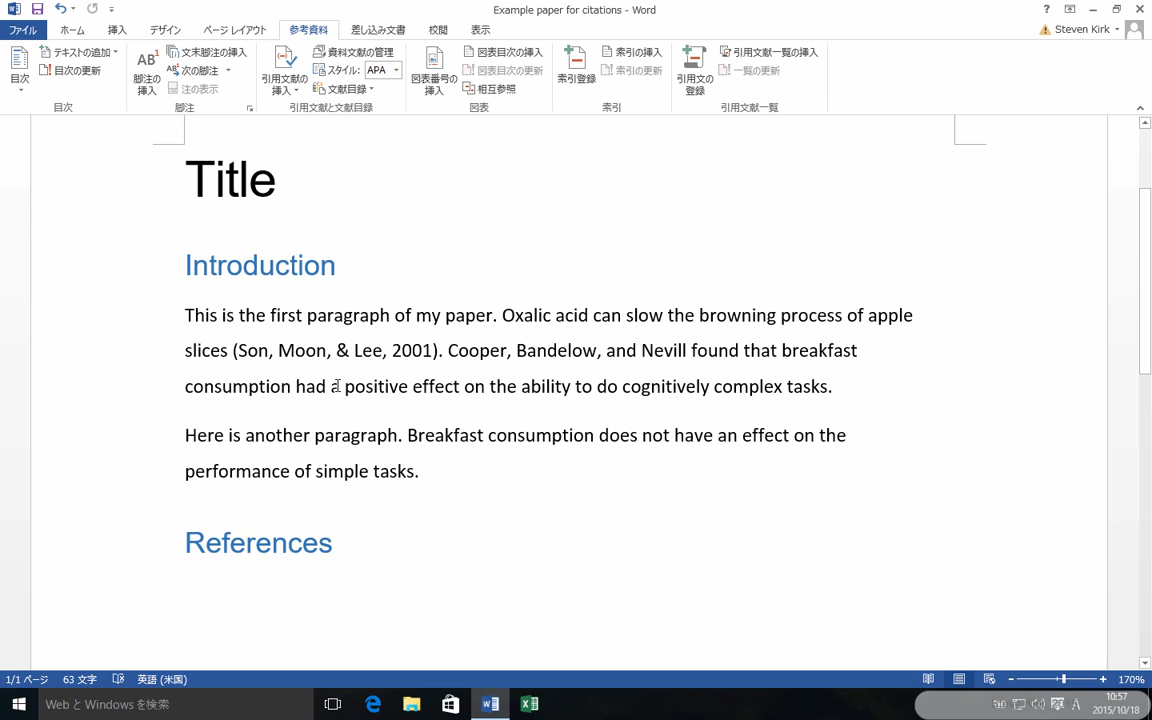 Example paper for citations - Word
ファイル ホーム 挿入 デザイン ページ レイアウト 参考資料 差し込み文書 校閲 表示 Steven Kirk
目次
テキストの追加
目次の更新
目次
AB¹
脚注の
挿入
文末脚注の挿入
次の脚注
注の表示
脚注
引用文献の
挿入
資料文献の管理
スタイル: APA
文献目録
引用文献と文献目録
図表番号の
挿入
図表目次の挿入
図表目次の更新
相互参照
図表
索引登録
索引の挿入
索引の更新
索引
引用文の
登録
引用文献一覧の挿入
一覧の更新
引用文献一覧
Title
Introduction
This is the first paragraph of my paper. Oxalic acid can slow the browning process of apple
slices (Son, Moon, & Lee, 2001). Cooper, Bandelow, and Nevill found that breakfast
consumption had a positive effect on the ability to do cognitively complex tasks.
Here is another paragraph. Breakfast consumption does not have an effect on the
performance of simple tasks.
References
1/1 ページ 63 文字 英語 (米国) 170%
Web と Windows を検索
A
10:57
2015/10/18